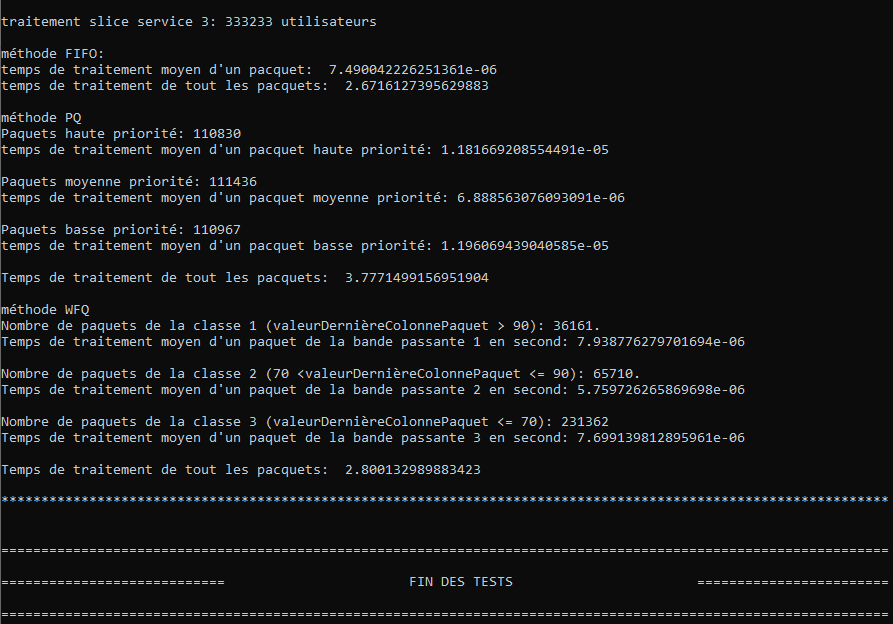 traitement slice service 3: 333233 utilisateurs
méthode FIFO:
temps de traitement moyen d'un pacquet:  7.490042226251361e-06
temps de traitement de tout les pacquets:  2.6716127395629883
méthode PQ
Paquets haute priorité: 110830
temps de traitement moyen d'un pacquet haute priorité: 1.181669208554491e-05
Paquets moyenne priorité: 111436
temps de traitement moyen d'un pacquet moyenne priorité: 6.888563076093091e-06
Paquets basse priorité: 110967
temps de traitement moyen d'un pacquet basse priorité: 1.196069439040585e-05
Temps de traitement de tout les pacquets:  3.7771499156951904
méthode WFQ
Nombre de paquets de la classe 1 (valeurDernièreColonnePaquet > 90): 36161.
Temps de traitement moyen d'un paquet de la bande passante 1 en second: 7.938776279701694e-06
Nombre de paquets de la classe 2 (70 <valeurDernièreColonnePaquet <= 90): 65710.
Temps de traitement moyen d'un paquet de la bande passante 2 en second: 5.759726265869698e-06
Nombre de paquets de la classe 3 (valeurDernièreColonnePaquet <= 70): 231362
Temps de traitement moyen d'un paquet de la bande passante 3 en second: 7.699139812895961e-06
Temps de traitement de tout les pacquets:  2.800132989883423
***************************************************************************************************************
===============================================================================================================
============================                       FIN DES TESTS                       ========================
===============================================================================================================